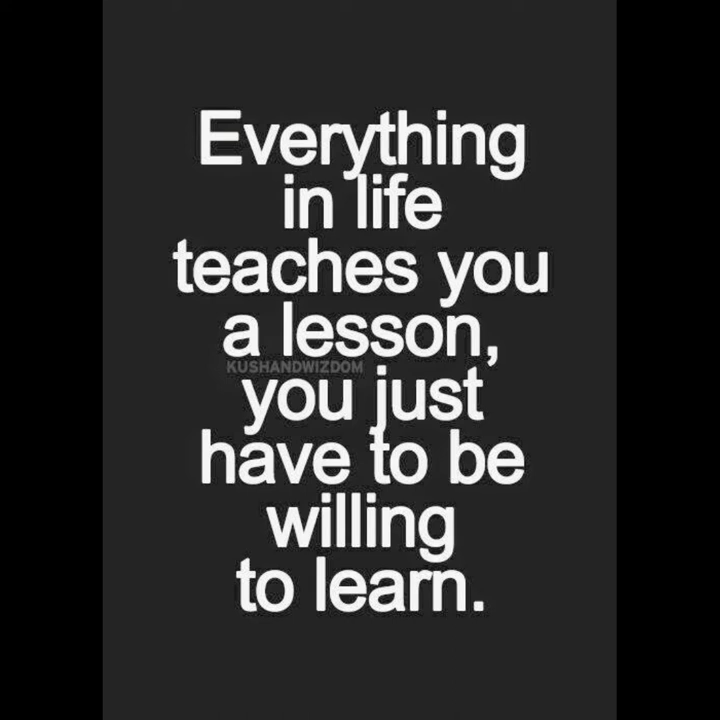 Everything
in life
teaches you
a lesson,
KUSHANDWIZDOM
you just
have to be
willing
to learn.